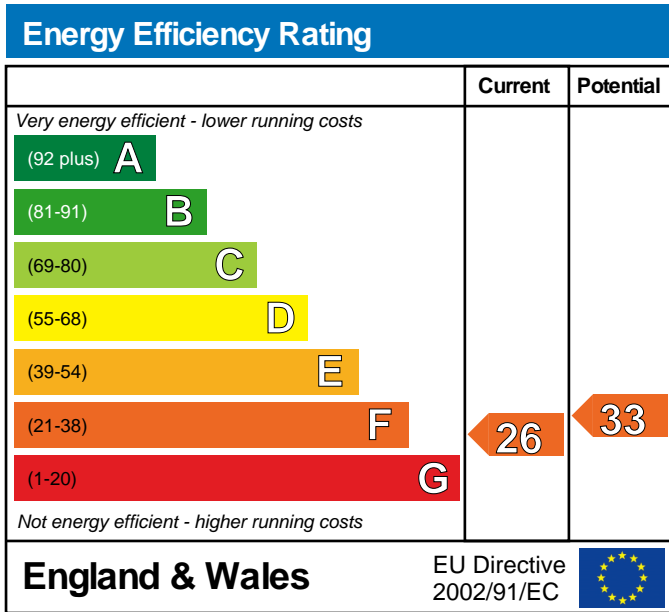 Energy Efficiency Rating
Current Potential
Very energy efficient - lower running costs
(92 plus) A
(81-91) B
(69-80) C
(55-68) D
(39-54) E
(21-38) F 26 33
(1-20) G
Not energy efficient - higher running costs
England & Wales
EU Directive
2002/91/EC